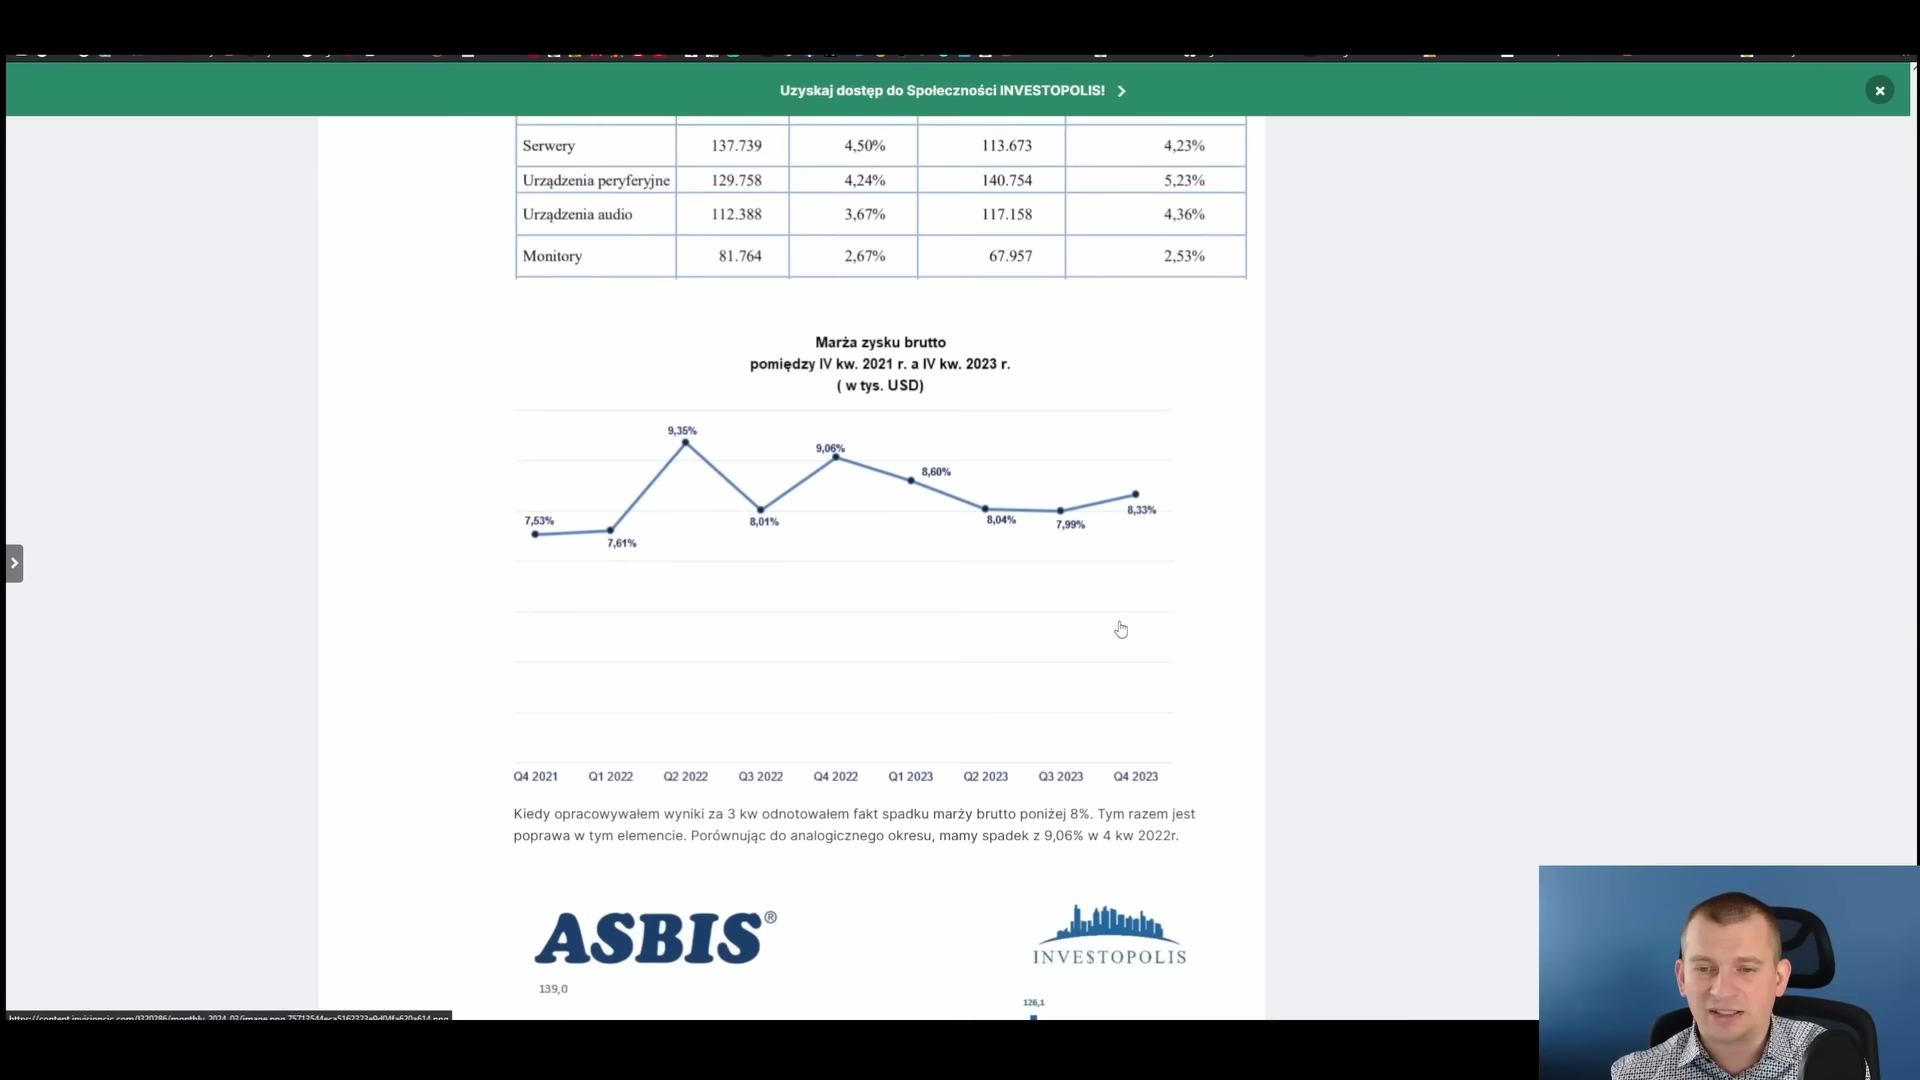 Uzyskaj dostęp do Społeczności INVESTOPOLIS!
Serwery 137.739 4,50% 113.673 4,23%
Urządzenia peryferyjne 129.758 4,24% 140.754 5,23%
Urządzenia audio 112.388 3,67% 117.158 4,36%
Monitory 81.764 2,67% 67.957 2,53%
Marża zysku brutto
pomiędzy IV kw. 2021 r. a IV kw. 2023 r.
( w tys. USD)
7,53% 7,61% 9,35% 8,01% 9,06% 8,60% 8,04% 7,99% 8,33%
Q4 2021 Q1 2022 Q2 2022 Q3 2022 Q4 2022 Q1 2023 Q2 2023 Q3 2023 Q4 2023
Kiedy opracowywałem wyniki za 3 kw odnotowałem fakt spadku marży brutto poniżej 8%. Tym razem jest
poprawa w tym elemencie. Porównując do analogicznego okresu, mamy spadek z 9,06% w 4 kw 2022r.
ASBIS®
INVE$TOPOLIS
139,0
126,1